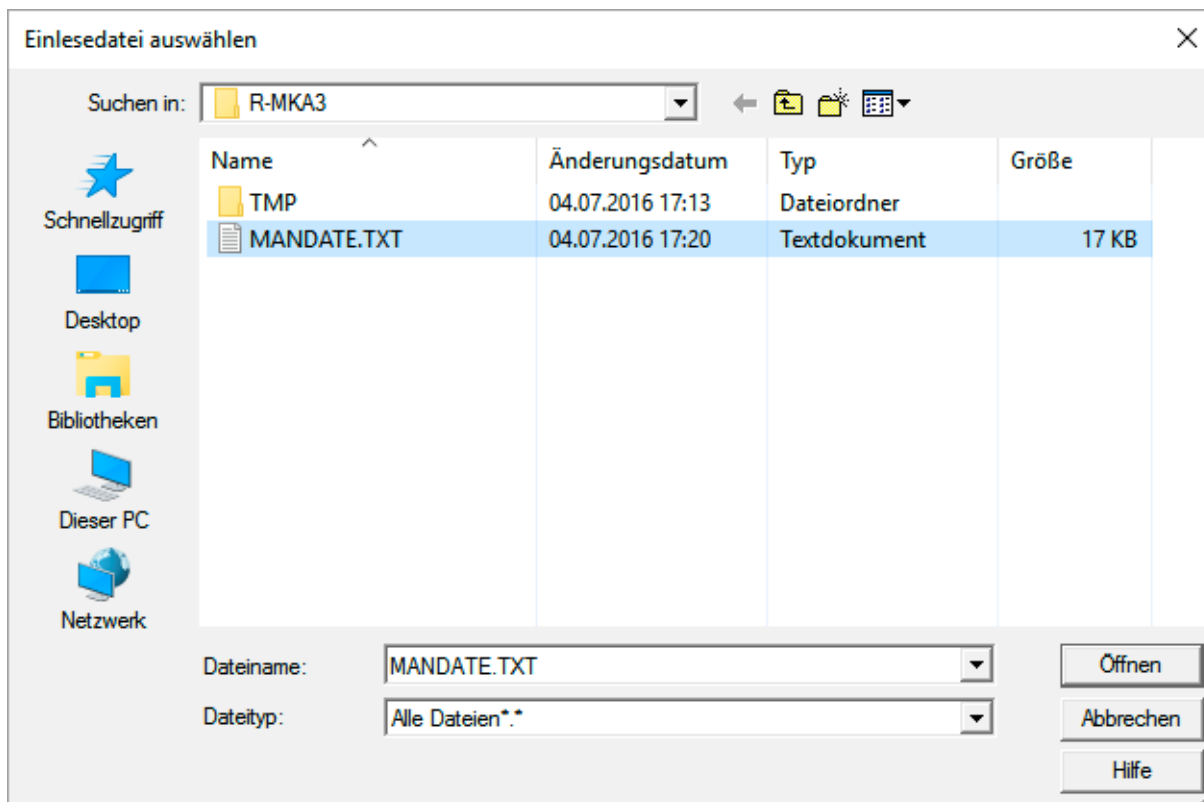 Einlesedatei auswählen
Suchen in: R-MKA3
Name Änderungsdatum Typ Größe
TMP 04.07.2016 17:13 Dateiordner
MANDATE.TXT 04.07.2016 17:20 Textdokument 17 KB
Schnellzugriff
Desktop
Bibliotheken
Dieser PC
Netzwerk
Dateiname: MANDATE.TXT Öffnen
Dateityp: Alle Dateien*.* Abbrechen
Hilfe